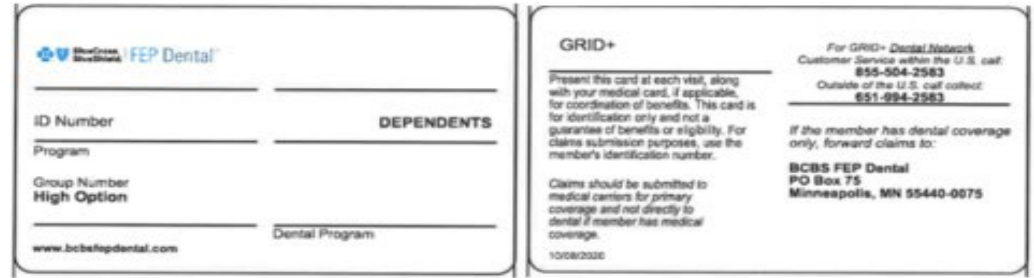 BlueCross
BlueShield
FEP Dental
ID Number
DEPENDENTS
Program
Group Number
High Option
Dental Program
www.bcbsfepdental.com
GRID+
Present this card at each visit, along
with your medical card, if applicable,
for coordination of benefits. This card is
for identification only and not a
guarantee of benefits or eligibility. For
claims submission purposes, use the
member's identification number.
Claims should be submitted to
medical carriers for primary
coverage and not directly to
dental if member has medical
coverage.
10/08/2020
For GRID+ Dental Network
Customer Service within the U.S. call:
855-504-2583
Outside of the U.S. call collect:
651-994-2583
If the member has dental coverage
only, forward claims to:
BCBS FEP Dental
PO Box 75
Minneapolis, MN 55440-0075